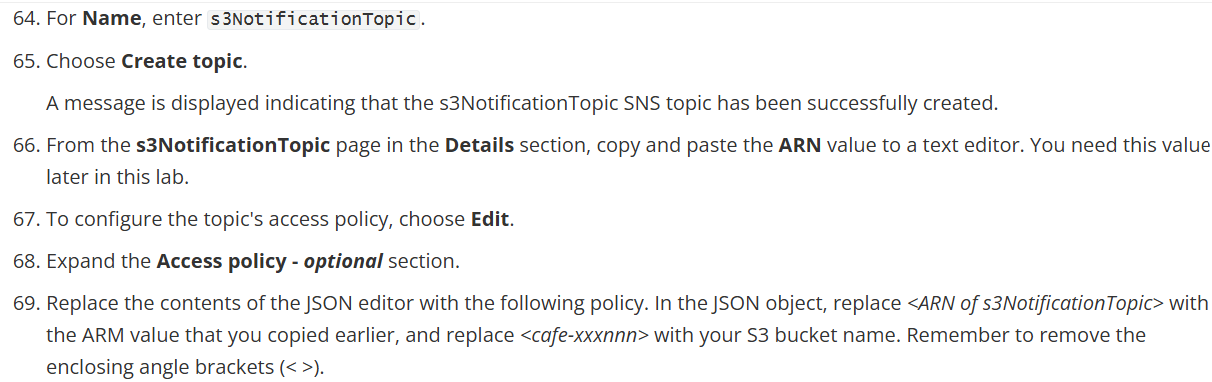 64. For Name, enter s3NotificationTopic.
65. Choose Create topic.
A message is displayed indicating that the s3NotificationTopic SNS topic has been successfully created.
66. From the s3NotificationTopic page in the Details section, copy and paste the ARN value to a text editor. You need this value
later in this lab.
67. To configure the topic's access policy, choose Edit.
68. Expand the Access policy - optional section.
69. Replace the contents of the JSON editor with the following policy. In the JSON object, replace <ARN of s3NotificationTopic> with
the ARM value that you copied earlier, and replace <cafe-xxxnnn> with your S3 bucket name. Remember to remove the
enclosing angle brackets (< >).